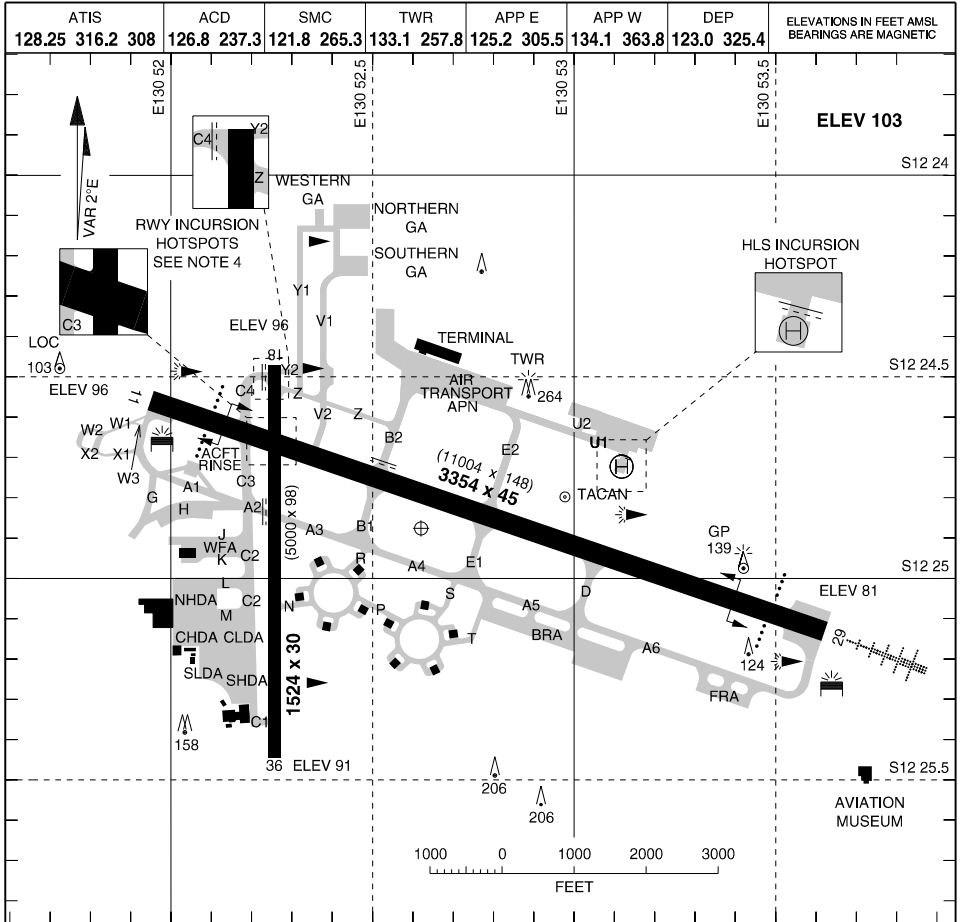 ATIS ACD SMC TWR APP E APP W DEP
ELEVATIONS IN FEET AMSL
BEARINGS ARE MAGNETIC
128.25 316.2 308 126.8 237.3 121.8 265.3 133.1 257.8 125.2 305.5 134.1 363.8 123.0 325.4
E130 52
E130 52.5
E130 53
E130 53.5
ELEV 103
S12 24
VAR 2°E
C4
Y2
Z
WESTERN
GA
NORTHERN
GA
SOUTHERN
GA
RWY INCURSION
HOTSPOTS
SEE NOTE 4
HLS INCURSION
HOTSPOT
H
C3
Y1
V1
ELEV 96
18
TERMINAL
LOC
103
TWR
264
S12 24.5
ELEV 96
Y2
C4
Z
AIR
TRANSPORT
APN
11
W1
W2
X2
X1
W3
V2
Z
B2
E2
U2
U1
H
ACFT
RINSE
(11004 x 148)
3354 x 45
TACAN
G
A1
H
C3
A2
(5000 x 98)
A3
B1
J
WFA
K
C2
R
A4
E1
GP
139
S12 25
ELEV 81
L
NHDA
C2
M
N
P
S
D
A5
BRA
T
CHDA
CLDA
SLDA
SHDA
1524 x 30
A6
124
29
FRA
C1
158
36
ELEV 91
S12 25.5
206
206
AVIATION
MUSEUM
1000 0 1000 2000 3000
FEET